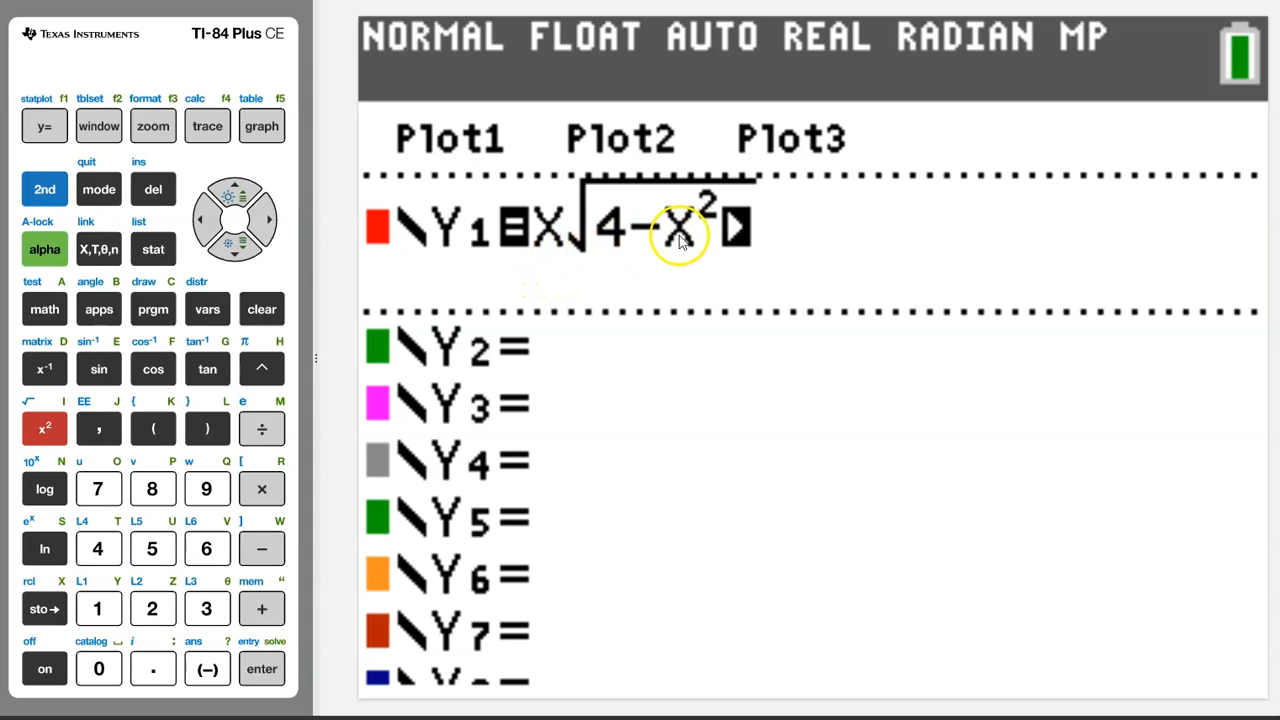 TEXAS INSTRUMENTS TI-84 Plus CE
statplot f1 tblset f2 format f3 calc f4 table f5
y= window zoom trace graph
quit ins
2nd mode del
A-lock link list
alpha X,T,θ,n stat
test A angle B draw C distr
math apps prgm vars clear
matrix D sin⁻¹ E cos⁻¹ F tan⁻¹ G π H
x⁻¹ sin cos tan ^
√ I EE J { K } L e M
x² , ( ) ÷
10ˣ N u O v P w Q [ R
log 7 8 9 ×
eˣ S L4 T L5 U L6 V ] W
ln 4 5 6 −
rcl X L1 Y L2 Z L3 θ mem “
sto→ 1 2 3 +
off catalog ⎵ i : ans ? entry solve
on 0 . (−) enter
NORMAL FLOAT AUTO REAL RADIAN MP
Plot1 Plot2 Plot3
\Y1=X√4−X²
\Y2=
\Y3=
\Y4=
\Y5=
\Y6=
\Y7=